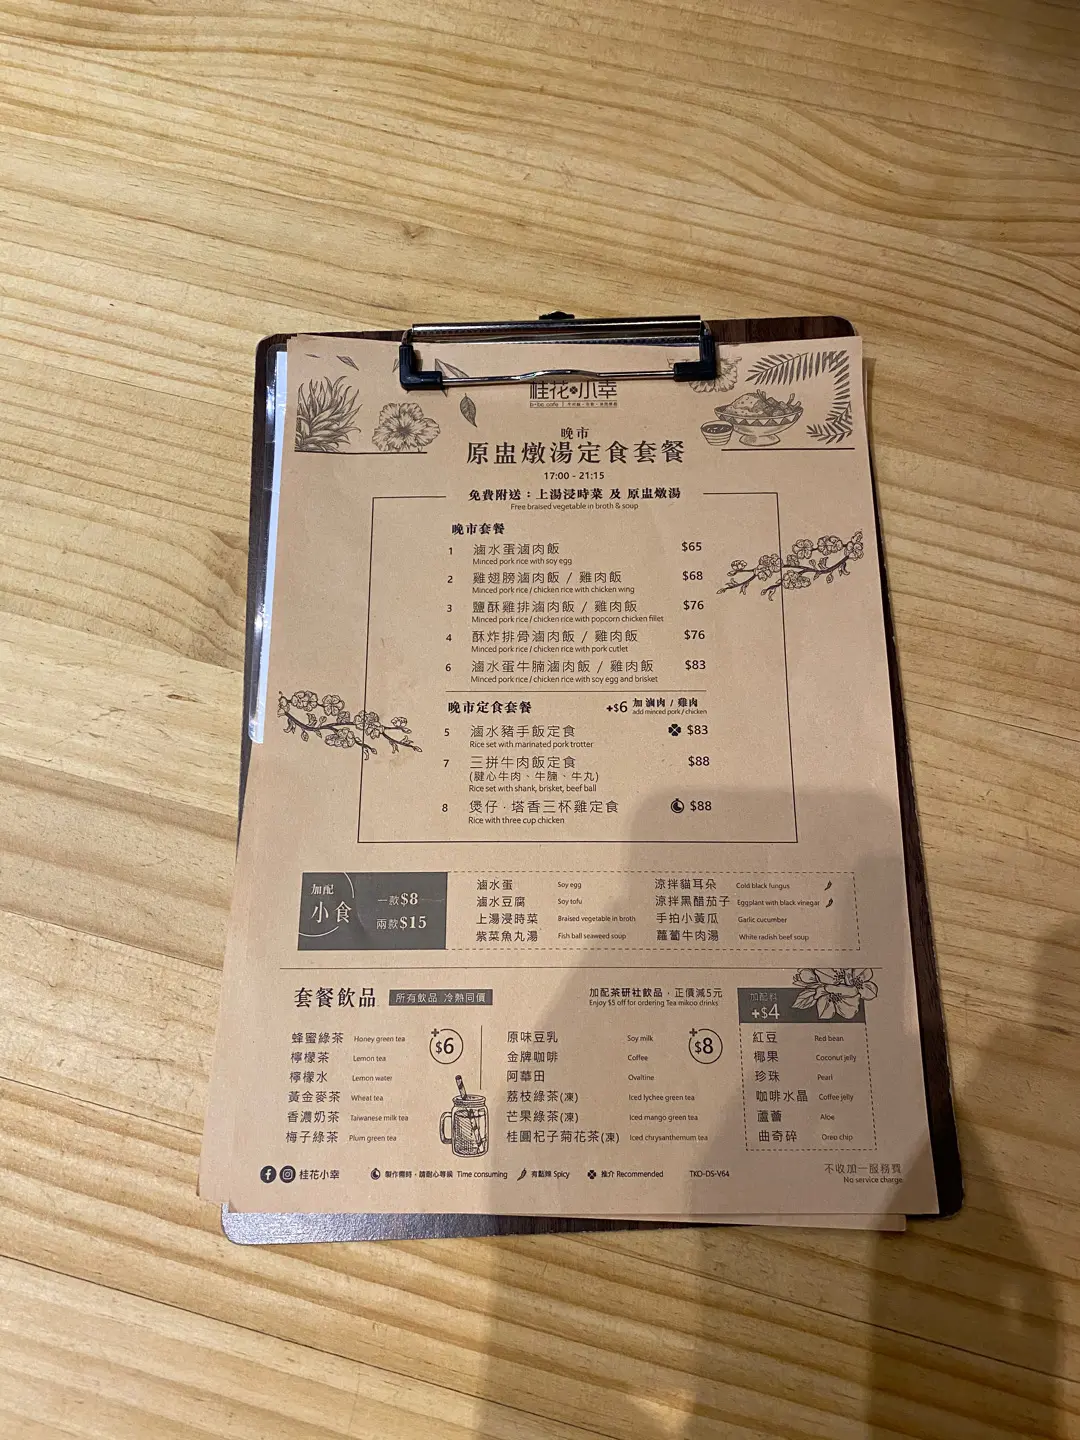 桂花小幸
晚市
原盅燉湯定食套餐
17:00 - 21:15
免費附送：上湯浸時菜 及 原盅燉湯
Free braised vegetable in broth & soup
晚市套餐
1 滷水蛋滷肉飯 $65
Minced pork rice with soy egg
2 雞翅膀滷肉飯 / 雞肉飯 $68
Minced pork rice / chicken rice with chicken wing
3 鹽酥雞排滷肉飯 / 雞肉飯 $76
Minced pork rice / chicken rice with popcorn chicken fillet
4 酥炸排骨滷肉飯 / 雞肉飯 $76
Minced pork rice / chicken rice with pork cutlet
6 滷水蛋牛腩滷肉飯 / 雞肉飯 $83
Minced pork rice / chicken rice with soy egg and brisket
晚市定食套餐 +$6 加 滷肉 / 雞肉
add minced pork / chicken
5 滷水豬手飯定食 $83
Rice set with marinated pork trotter
7 三拼牛肉飯定食 $88
(腱心牛肉、牛腩、牛丸)
Rice set with shank, brisket, beef ball
8 煲仔·塔香三杯雞定食 $88
Rice with three cup chicken
加配
小食
一款$8
兩款$15
滷水蛋 Soy egg 涼拌貓耳朵 Cold black fungus
滷水豆腐 Soy tofu 涼拌黑醋茄子 Eggplant with black vinegar
上湯浸時菜 Braised vegetable in broth 手拍小黃瓜 Garlic cucumber
紫菜魚丸湯 Fish ball seaweed soup 蘿蔔牛肉湯 White radish beef soup
套餐飲品 所有飲品 冷熱同價
加配茶研社飲品，正價減5元
Enjoy $5 off for ordering Tea mikoo drinks
加配料
+$4
蜂蜜綠茶 Honey green tea +$6 原味豆乳 Soy milk +$8 紅豆 Red bean
檸檬茶 Lemon tea 金牌咖啡 Coffee 椰果 Coconut jelly
檸檬水 Lemon water 阿華田 Ovaltine 珍珠 Pearl
黃金麥茶 Wheat tea 荔枝綠茶(凍) Iced lychee green tea 咖啡水晶 Coffee jelly
香濃奶茶 Taiwanese milk tea 芒果綠茶(凍) Iced mango green tea 蘆薈 Aloe
梅子綠茶 Plum green tea 桂圓杞子菊花茶(凍) Iced chrysanthemum tea 曲奇碎 Oreo chip
桂花小幸 製作需時，請耐心等候 Time consuming 有點辣 Spicy 推介 Recommended TKO-DS-V64 不收加一服務費
No service charge